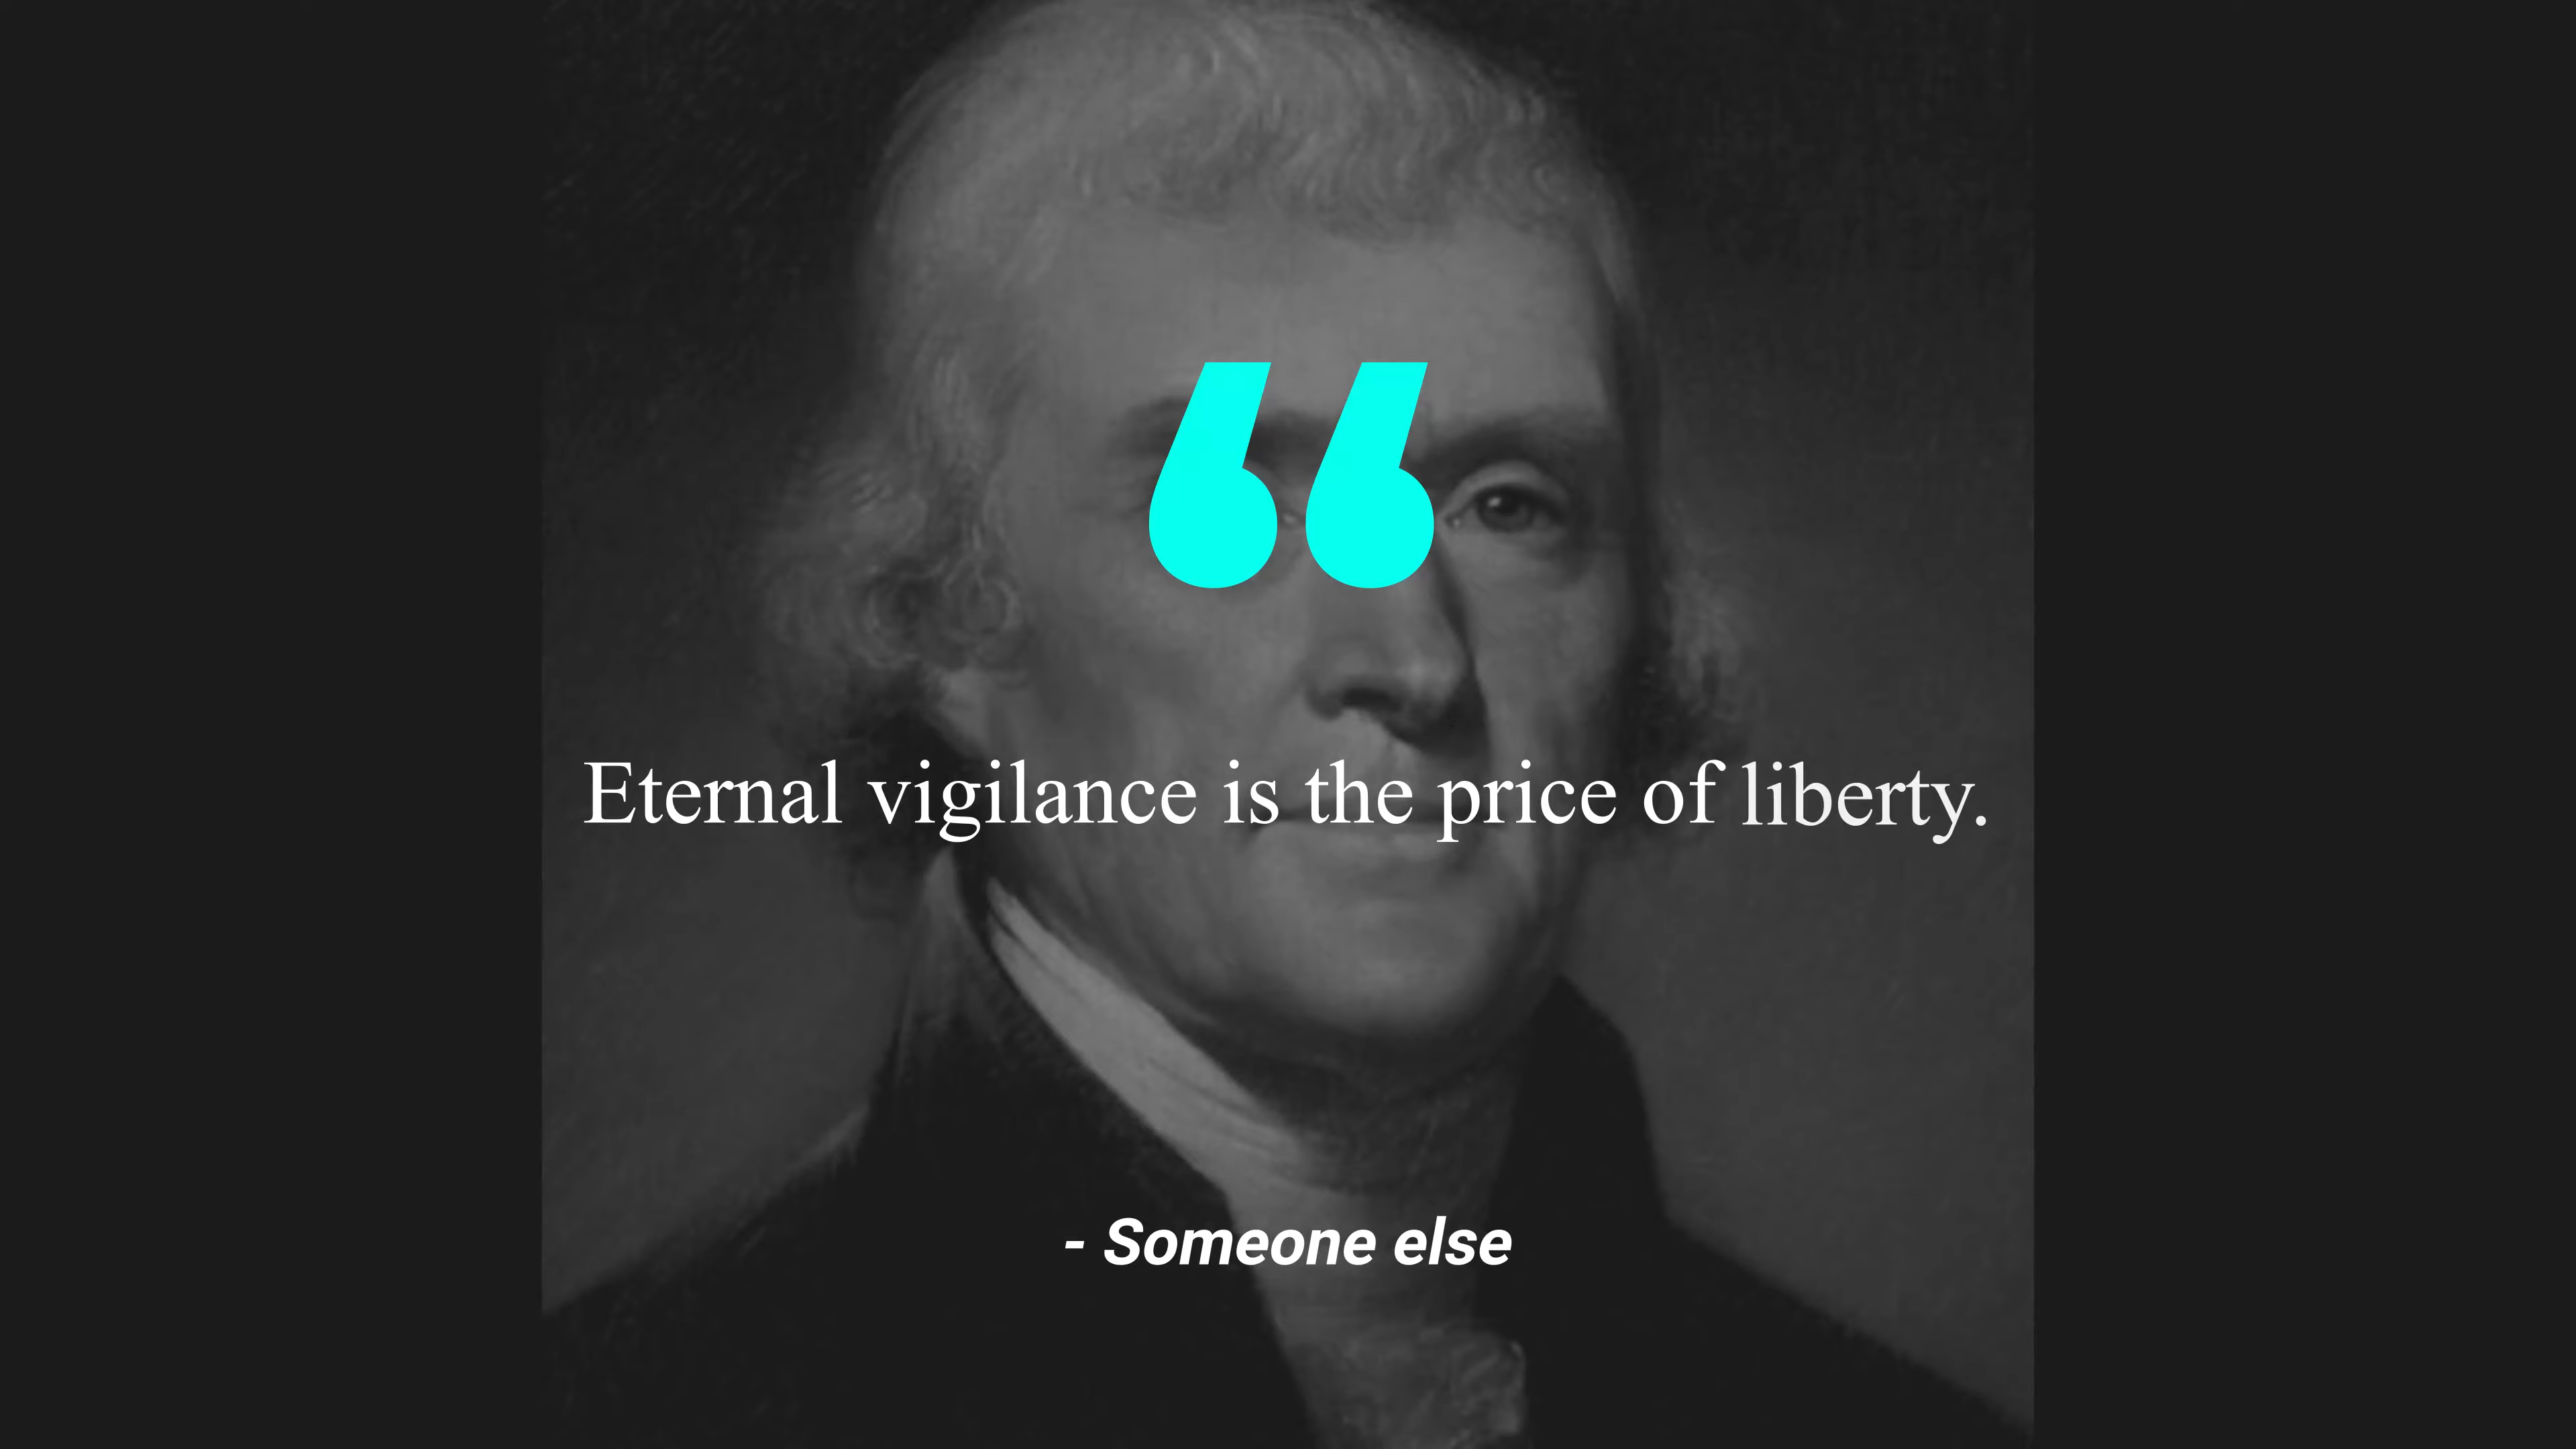 “
Eternal vigilance is the price of liberty.
- Someone else